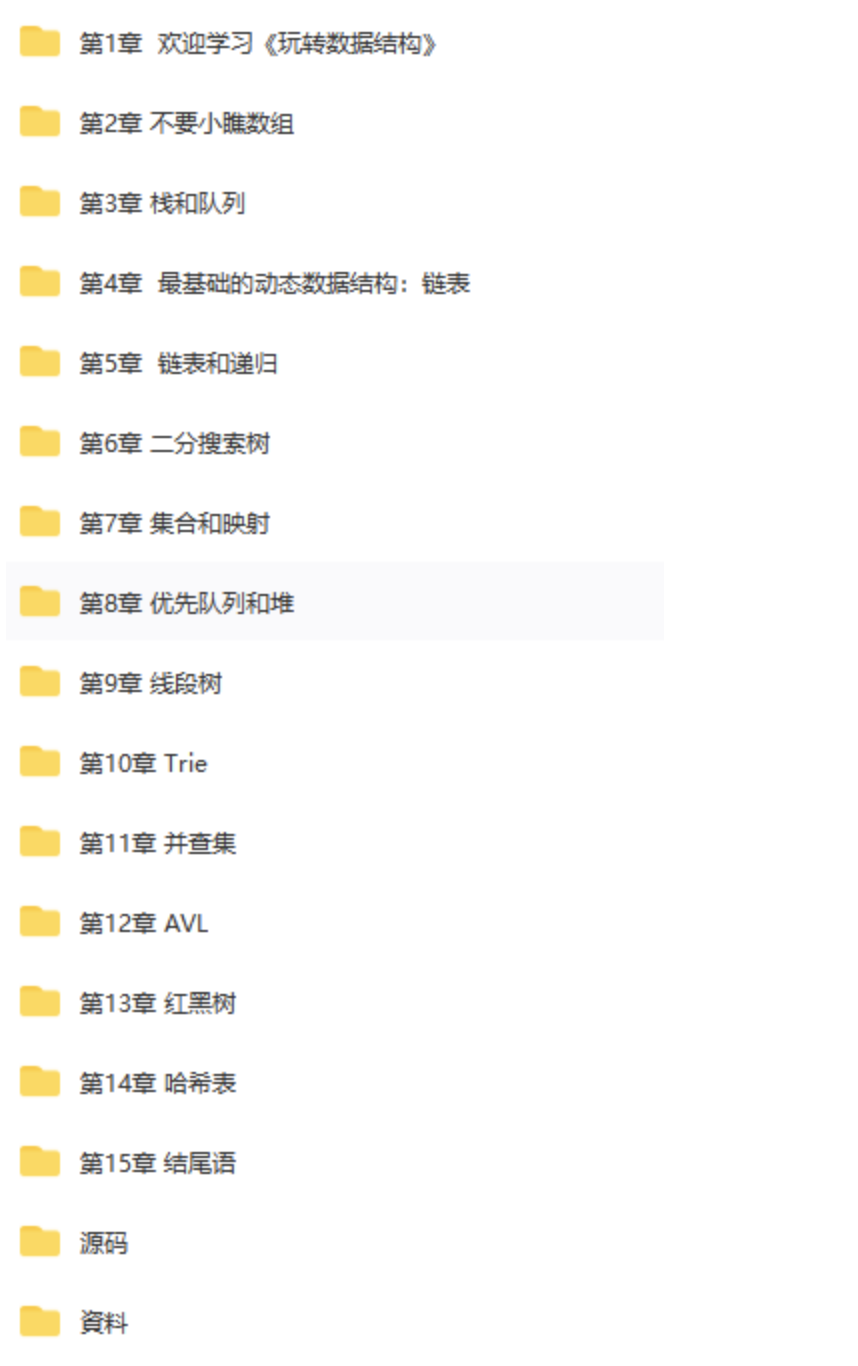 第1章  欢迎学习《玩转数据结构》
第2章 不要小瞧数组
第3章 栈和队列
第4章  最基础的动态数据结构：链表
第5章  链表和递归
第6章 二分搜索树
第7章 集合和映射
第8章 优先队列和堆
第9章 线段树
第10章 Trie
第11章 并查集
第12章 AVL
第13章 红黑树
第14章 哈希表
第15章 结尾语
源码
資料